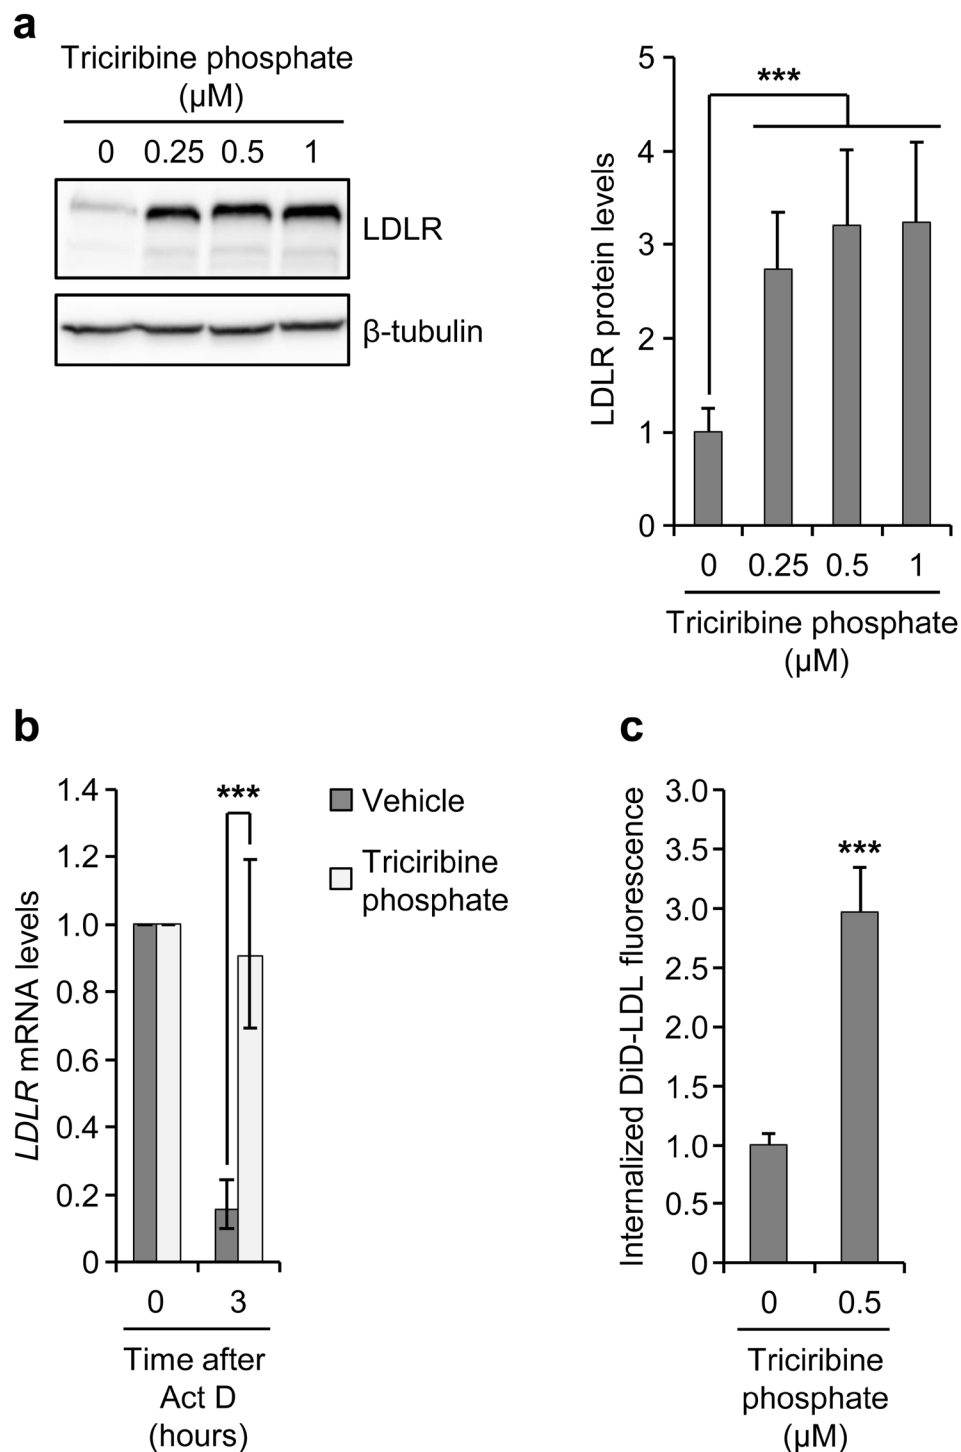 a
Triciribine phosphate
(µM)
0 0.25 0.5 1
LDLR
β-tubulin
LDLR protein levels
5
4
3
2
1
0
***
0 0.25 0.5 1
Triciribine phosphate
(µM)
b
LDLR mRNA levels
1.4
1.2
1.0
0.8
0.6
0.4
0.2
0
***
Vehicle
Triciribine
phosphate
0 3
Time after
Act D
(hours)
c
Internalized DiD-LDL fluorescence
3.0
3.5
3.0
2.5
2.0
1.5
1.0
0.5
0
***
0 0.5
Triciribine
phosphate
(µM)